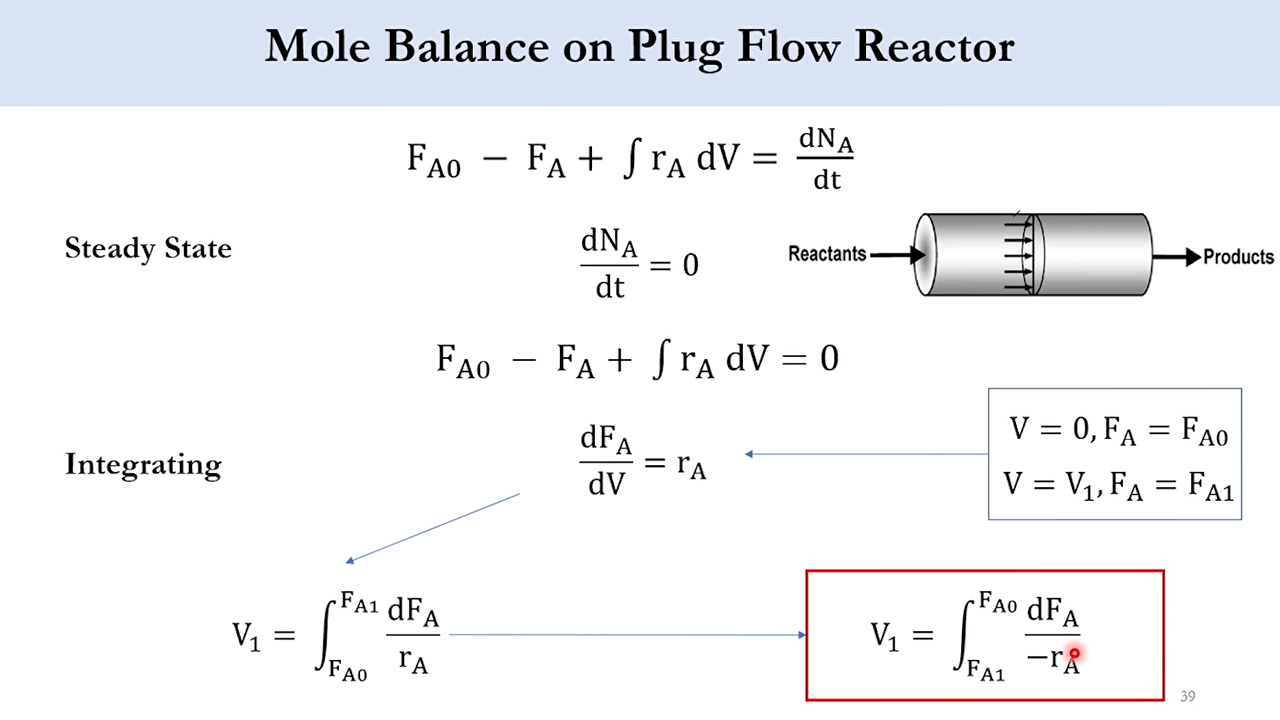 Mole Balance on Plug Flow Reactor
F_A0 − F_A + ∫ r_A dV = dN_A/dt
Steady State
dN_A/dt = 0
Reactants
Products
F_A0 − F_A + ∫ r_A dV = 0
V = 0, F_A = F_A0
V = V_1, F_A = F_A1
Integrating
dF_A/dV = r_A
V_1 = ∫_{F_A0}^{F_A1} dF_A/r_A
V_1 = ∫_{F_A1}^{F_A0} dF_A/−r_A
39